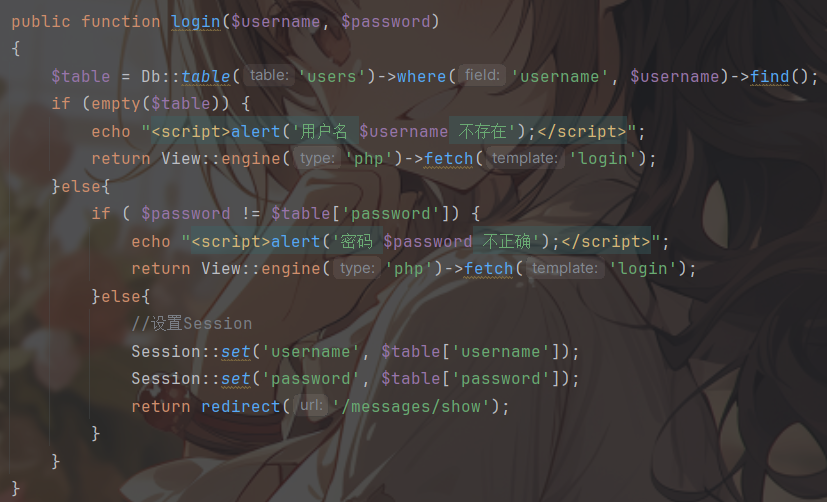 public function login($username, $password)
{
    $table = Db::table( table: 'users')->where( field: 'username', $username)->find();
    if (empty($table)) {
        echo "<script>alert('用户名 $username 不存在');</script>";
        return View::engine( type: 'php')->fetch( template: 'login');
    }else{
        if ( $password != $table['password']) {
            echo "<script>alert('密码 $password 不正确');</script>";
            return View::engine( type: 'php')->fetch( template: 'login');
        }else{
            //设置Session
            Session::set('username', $table['username']);
            Session::set('password', $table['password']);
            return redirect( url: '/messages/show');
        }
    }
}